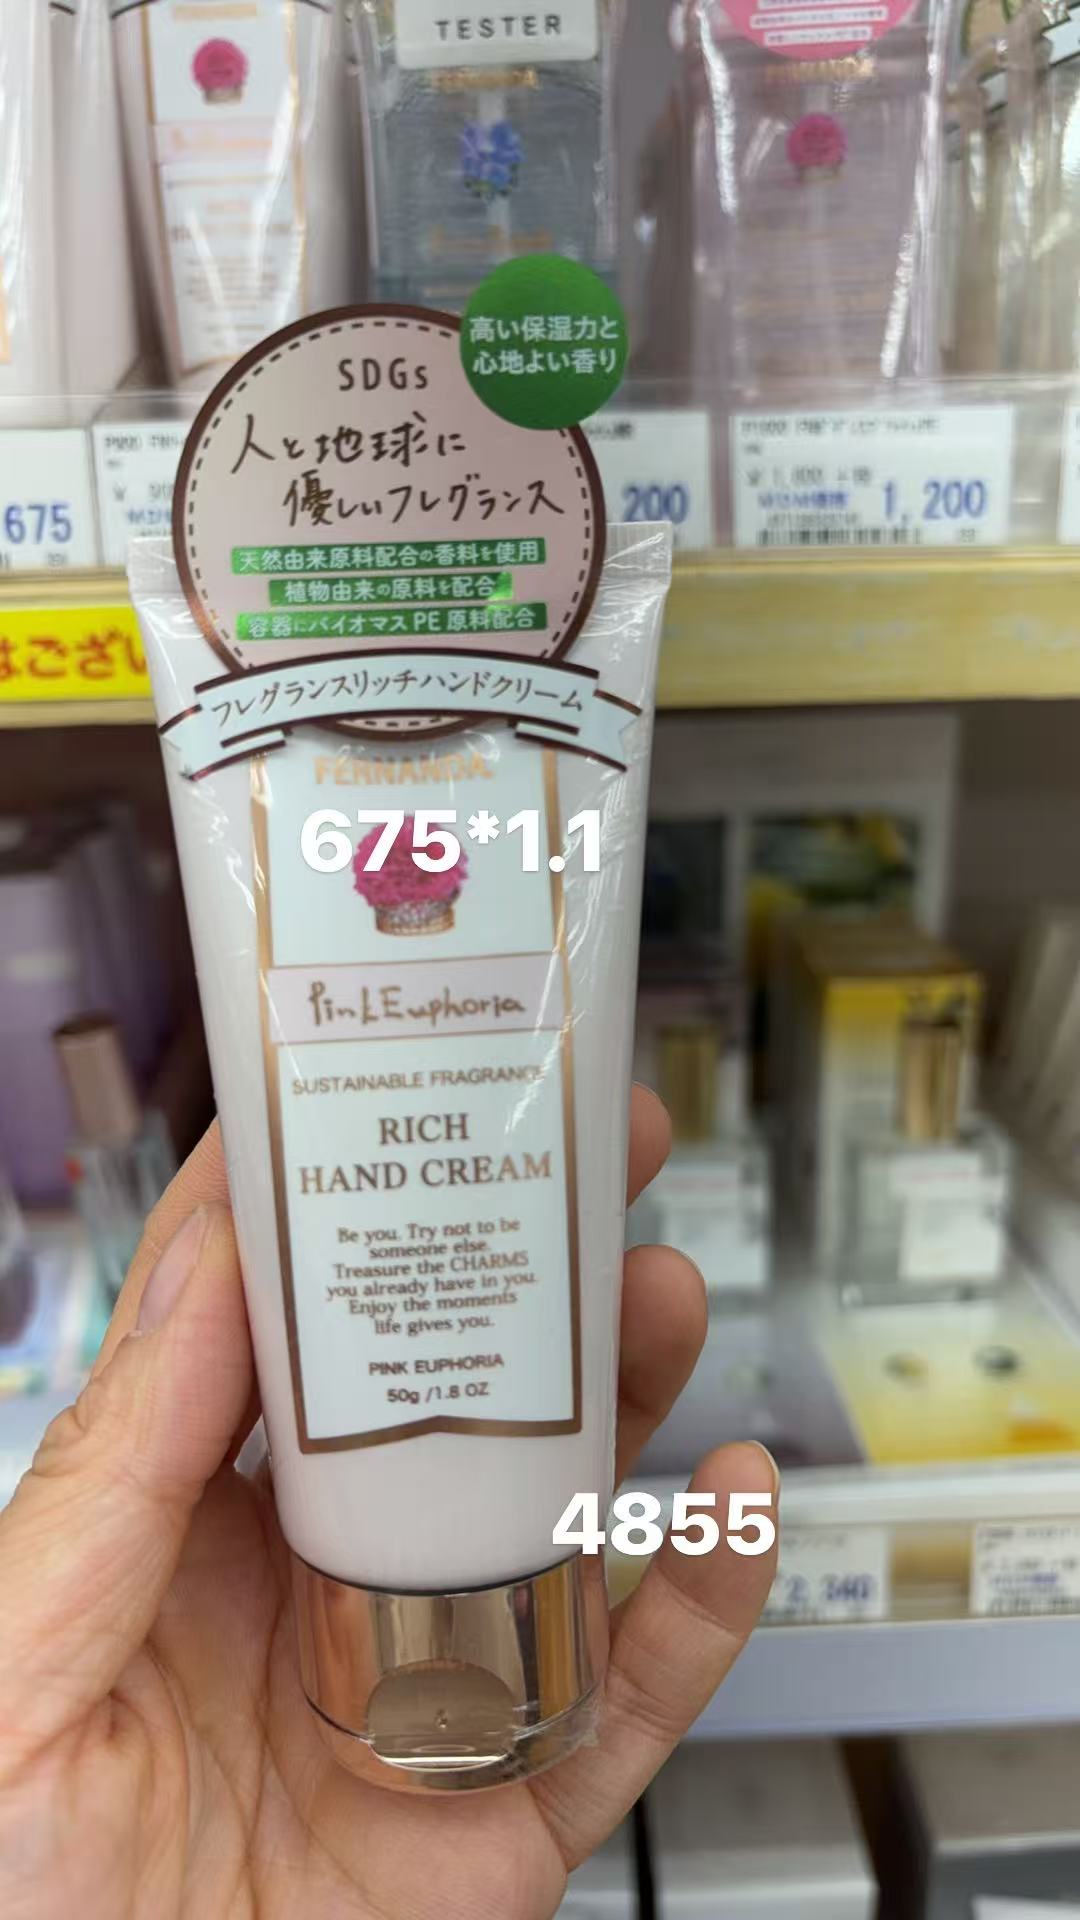 TESTER
高い保湿力と
心地よい香り
SDGs
人と地球に
優しいフレグランス
天然由来原料配合の香料を使用
植物由来の原料を配合
容器にバイオマスPE原料配合
フレグランスリッチハンドクリーム
675
200
1,200
はござい
FERNANDA
675*1.1
Pink Euphoria
SUSTAINABLE FRAGRANCE
RICH
HAND CREAM
Be you. Try not to be
someone else.
Treasure the CHARMS
you already have in you.
Enjoy the moments
life gives you.
PINK EUPHORIA
50g /1.8 OZ
4855